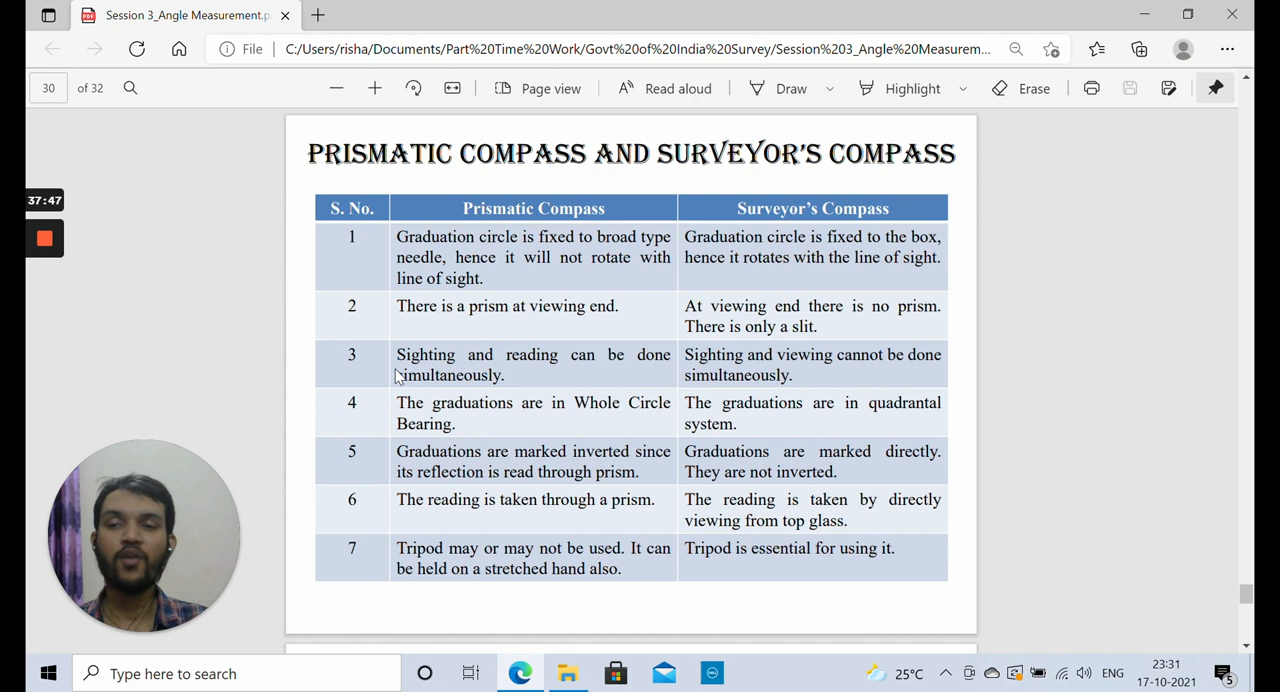 Session 3_Angle Measurement.p
File
C:/Users/risha/Documents/Part%20Time%20Work/Govt%20of%20India%20Survey/Session%203_Angle%20Measurem...
30 of 32
Page view
Read aloud
Draw
Highlight
Erase
PRISMATIC COMPASS AND SURVEYOR'S COMPASS
37:47
S. No. Prismatic Compass Surveyor's Compass
1 Graduation circle is fixed to broad type
needle, hence it will not rotate with
line of sight.
Graduation circle is fixed to the box,
hence it rotates with the line of sight.
2 There is a prism at viewing end.
At viewing end there is no prism.
There is only a slit.
3 Sighting and reading can be done
simultaneously.
Sighting and viewing cannot be done
simultaneously.
4 The graduations are in Whole Circle
Bearing.
The graduations are in quadrantal
system.
5 Graduations are marked inverted since
its reflection is read through prism.
Graduations are marked directly.
They are not inverted.
6 The reading is taken through a prism.
The reading is taken by directly
viewing from top glass.
7 Tripod may or may not be used. It can
be held on a stretched hand also.
Tripod is essential for using it.
Type here to search
25°C
ENG
23:31
17-10-2021
5